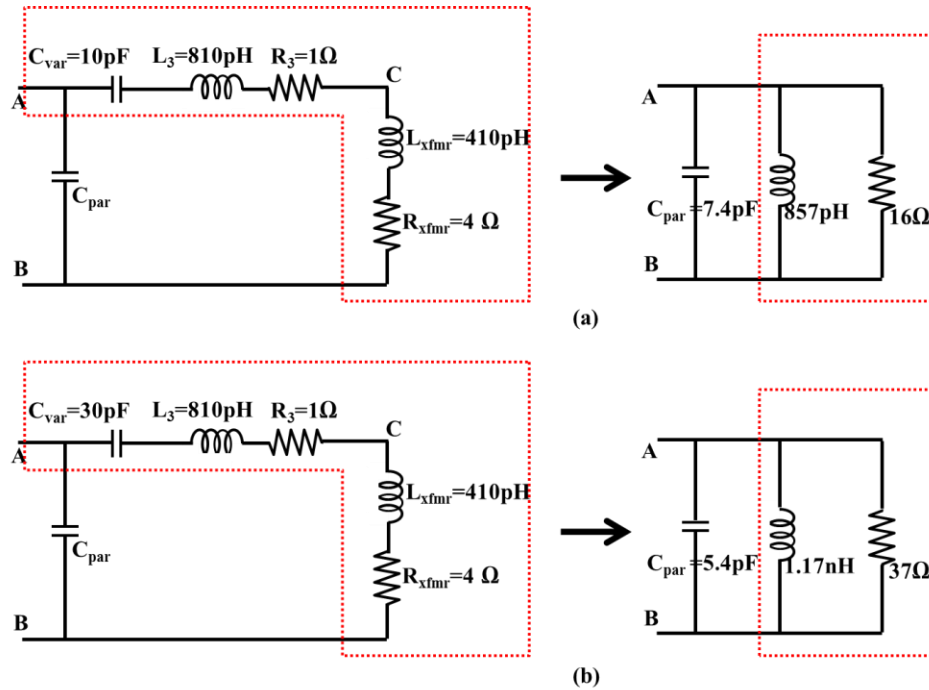 Cvar=10pF L3=810pH R3=1Ω
A
C
Lxfmr=410pH
Cpar
Rxfmr=4 Ω
B
A
Cpar=7.4pF 857pH 16Ω
B
(a)
Cvar=30pF L3=810pH R3=1Ω
A
C
Lxfmr=410pH
Cpar
Rxfmr=4 Ω
B
A
Cpar=5.4pF 1.17nH 37Ω
B
(b)